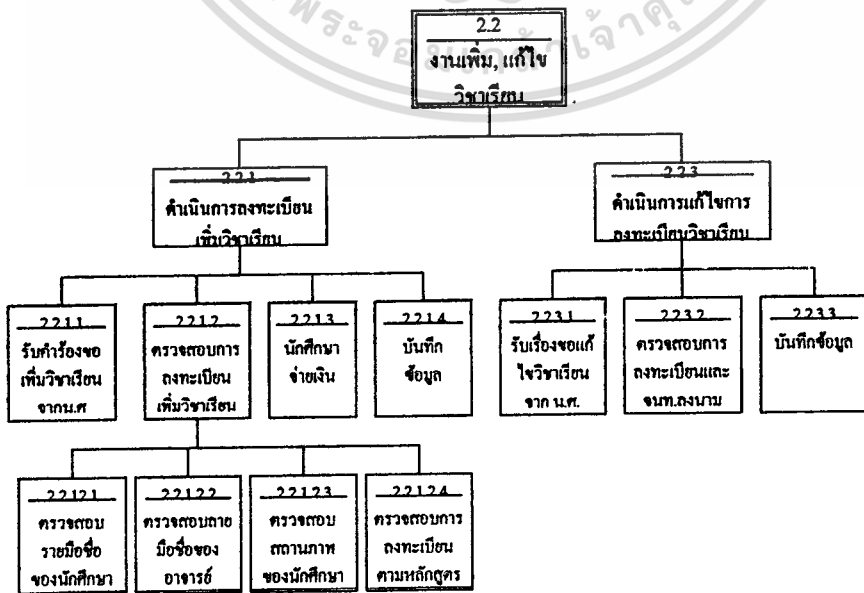 พระจอมเกล้าเจ้าคุ
2.2
งานเพิ่ม, แก้ไข
วิชาเรียน
2.2.1
ดำเนินการลงทะเบียน
เพิ่มวิชาเรียน
2.2.3
ดำเนินการแก้ไขการ
ลงทะเบียนวิชาเรียน
2.2.1.1
รับคำร้องขอ
เพิ่มวิชาเรียน
จากน.ศ
2.2.1.2
ตรวจสอบการ
ลงทะเบียน
เพิ่มวิชาเรียน
2.2.1.3
นักศึกษา
จ่ายเงิน
2.2.1.4
บันทึก
ข้อมูล
2.2.3.1
รับเรื่องขอแก้
ไขวิชาเรียน
จาก น.ศ.
2.2.3.2
ตรวจสอบการ
ลงทะเบียนและ
จนท.ลงนาม
2.2.3.3
บันทึกข้อมูล
2.2.1.2.1
ตรวจสอบ
รายมือชื่อ
ของนักศึกษา
2.2.1.2.2
ตรวจสอบลาย
มือชื่อของ
อาจารย์
2.2.1.2.3
ตรวจสอบ
สถานภาพ
ของนักศึกษา
2.2.1.2.4
ตรวจสอบการ
ลงทะเบียน
ตามหลักสูตร